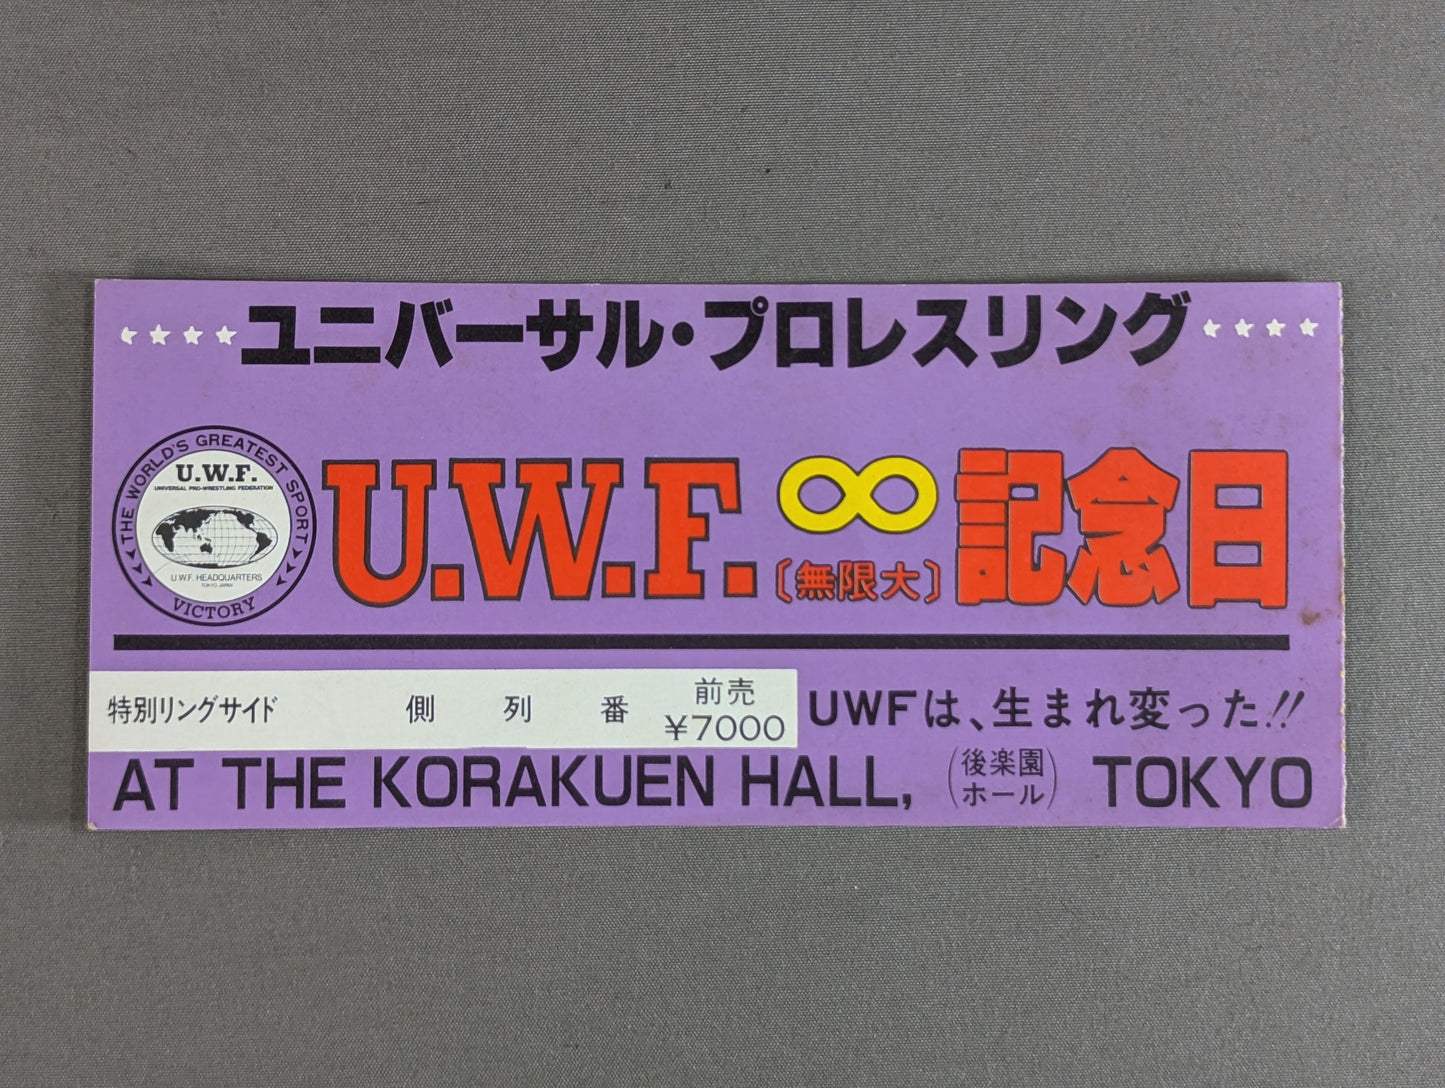 ユニバーサル・プロレスリング
THE WORLD'S GREATEST SPORT
U.W.F.
UNIVERSAL PRO-WRESTLING FEDERATION
U.W.F. HEADQUARTERS
TOKYO JAPAN
VICTORY
U.W.F. ∞ 記念日
〔無限大〕
特別リングサイド 側 列 番 前売 ¥7000
UWFは、生まれ変った!!
AT THE KORAKUEN HALL, (後楽園ホール) TOKYO